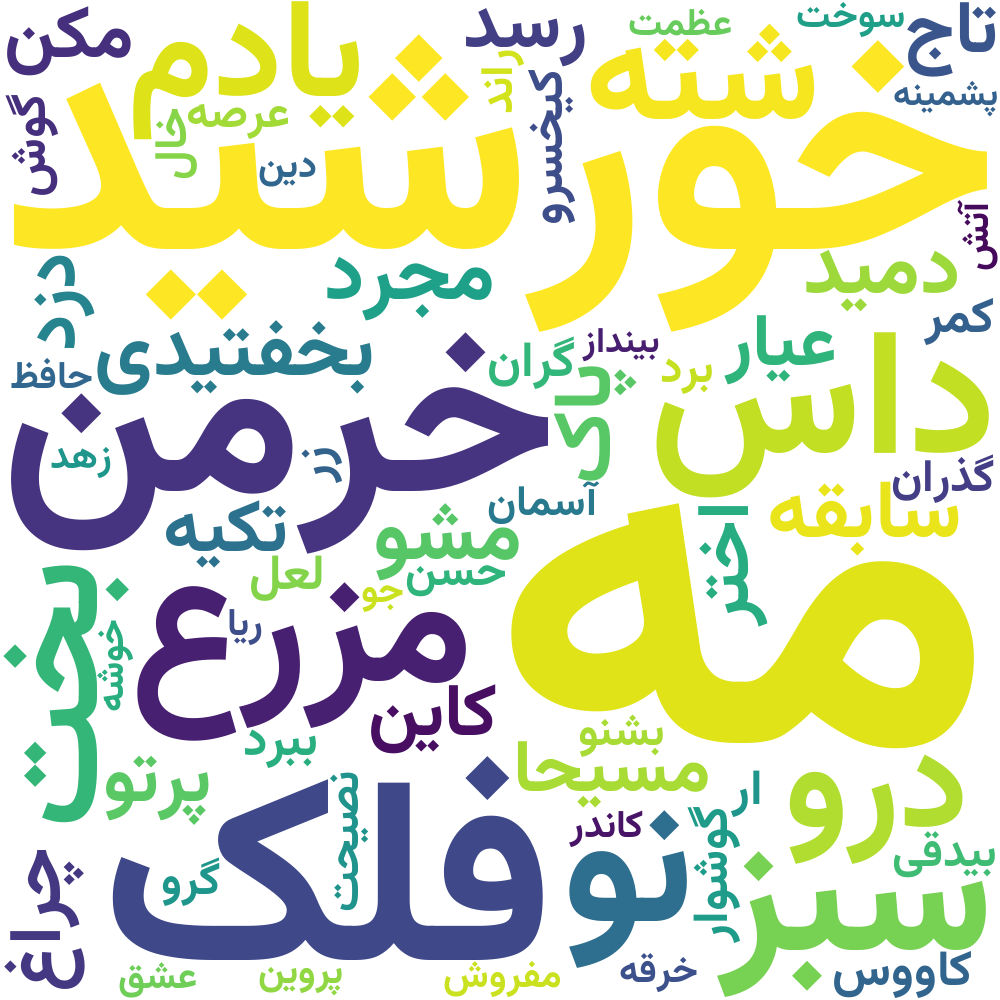 تاج
سوخت
عظمت
رسد
مکن
یادم
راند
شته
پشمینه
کیخسرو
عرصه
خال
گوش
دین
خورشید
آتش
دمید
مجرد
دزد
کمر
عیار
بینداز
بخفتیدی
گران
برد
حافظ
داس
پاک
خرمن
زهد
زر
گذران
آسمان
سابقه
تکیه
مشو
اختر
حسن
لعل
جو
مه
بخت
خوشه
ریا
مزرع
کاین
بشنو
ببرد
مسیحا
پرتو
درو
ار
نصیحت
گوشوار
کاندر
نو
بیدقی
فلک
سبز
گرو
چراغ
کاووس
خرقه
مفروش
پروین
عشق